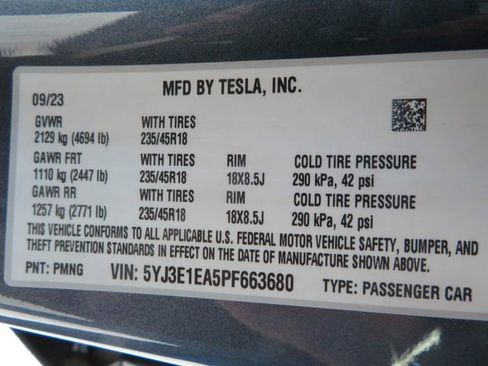 MFD BY TESLA, INC.
09/23
GVWR WITH TIRES
2129 kg (4694 lb) 235/45R18
GAWR FRT WITH TIRES RIM COLD TIRE PRESSURE
1110 kg (2447 lb) 235/45R18 18X8.5J 290 kPa, 42 psi
GAWR RR WITH TIRES RIM COLD TIRE PRESSURE
1257 kg (2771 lb) 235/45R18 18X8.5J 290 kPa, 42 psi
THIS VEHICLE CONFORMS TO ALL APPLICABLE U.S. FEDERAL MOTOR VEHICLE SAFETY, BUMPER, AND
THEFT PREVENTION STANDARDS IN EFFECT ON THE DATE OF MANUFACTURE SHOWN ABOVE.
PNT: PMNG VIN: 5YJ3E1EA5PF663680 TYPE: PASSENGER CAR